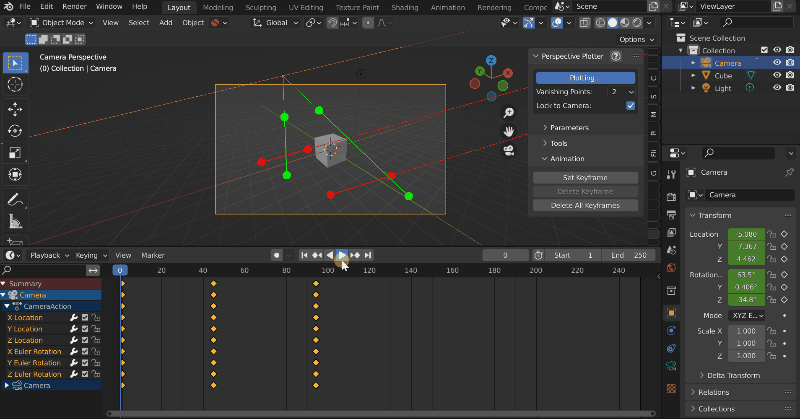 File Edit Render Window Help Layout Modeling Sculpting UV Editing Texture Paint Shading Animation Rendering Scene ViewLayer
Object Mode View Select Add Object Global
Options
Camera Perspective
(0) Collection | Camera
Perspective Plotter
Plotting...
Vanishing Points: 2
Lock to Camera:
Parameters
Tools
Animation
Set Keyframe
Delete Keyframe
Delete All Keyframes
X
Y
Z
Scene Collection
Collection
Camera
Cube
Light
Playback Keying View Marker 0 Start 1 End 250
0 20 40 60 80 100 120 140 160 180 200 220 240
Summary
Camera
CameraAction
X Location
Y Location
Z Location
X Euler Rotation
Y Euler Rotation
Z Euler Rotation
Camera
Camera
Camera
Transform
Location 5.080
Y 7.367
Z 4.462
Rotation... 63.5°
Y 0.406°
Z -34.8°
Mode XYZ E...
Scale X 1.000
Y 1.000
Z 1.000
Delta Transform
Relations
Collections